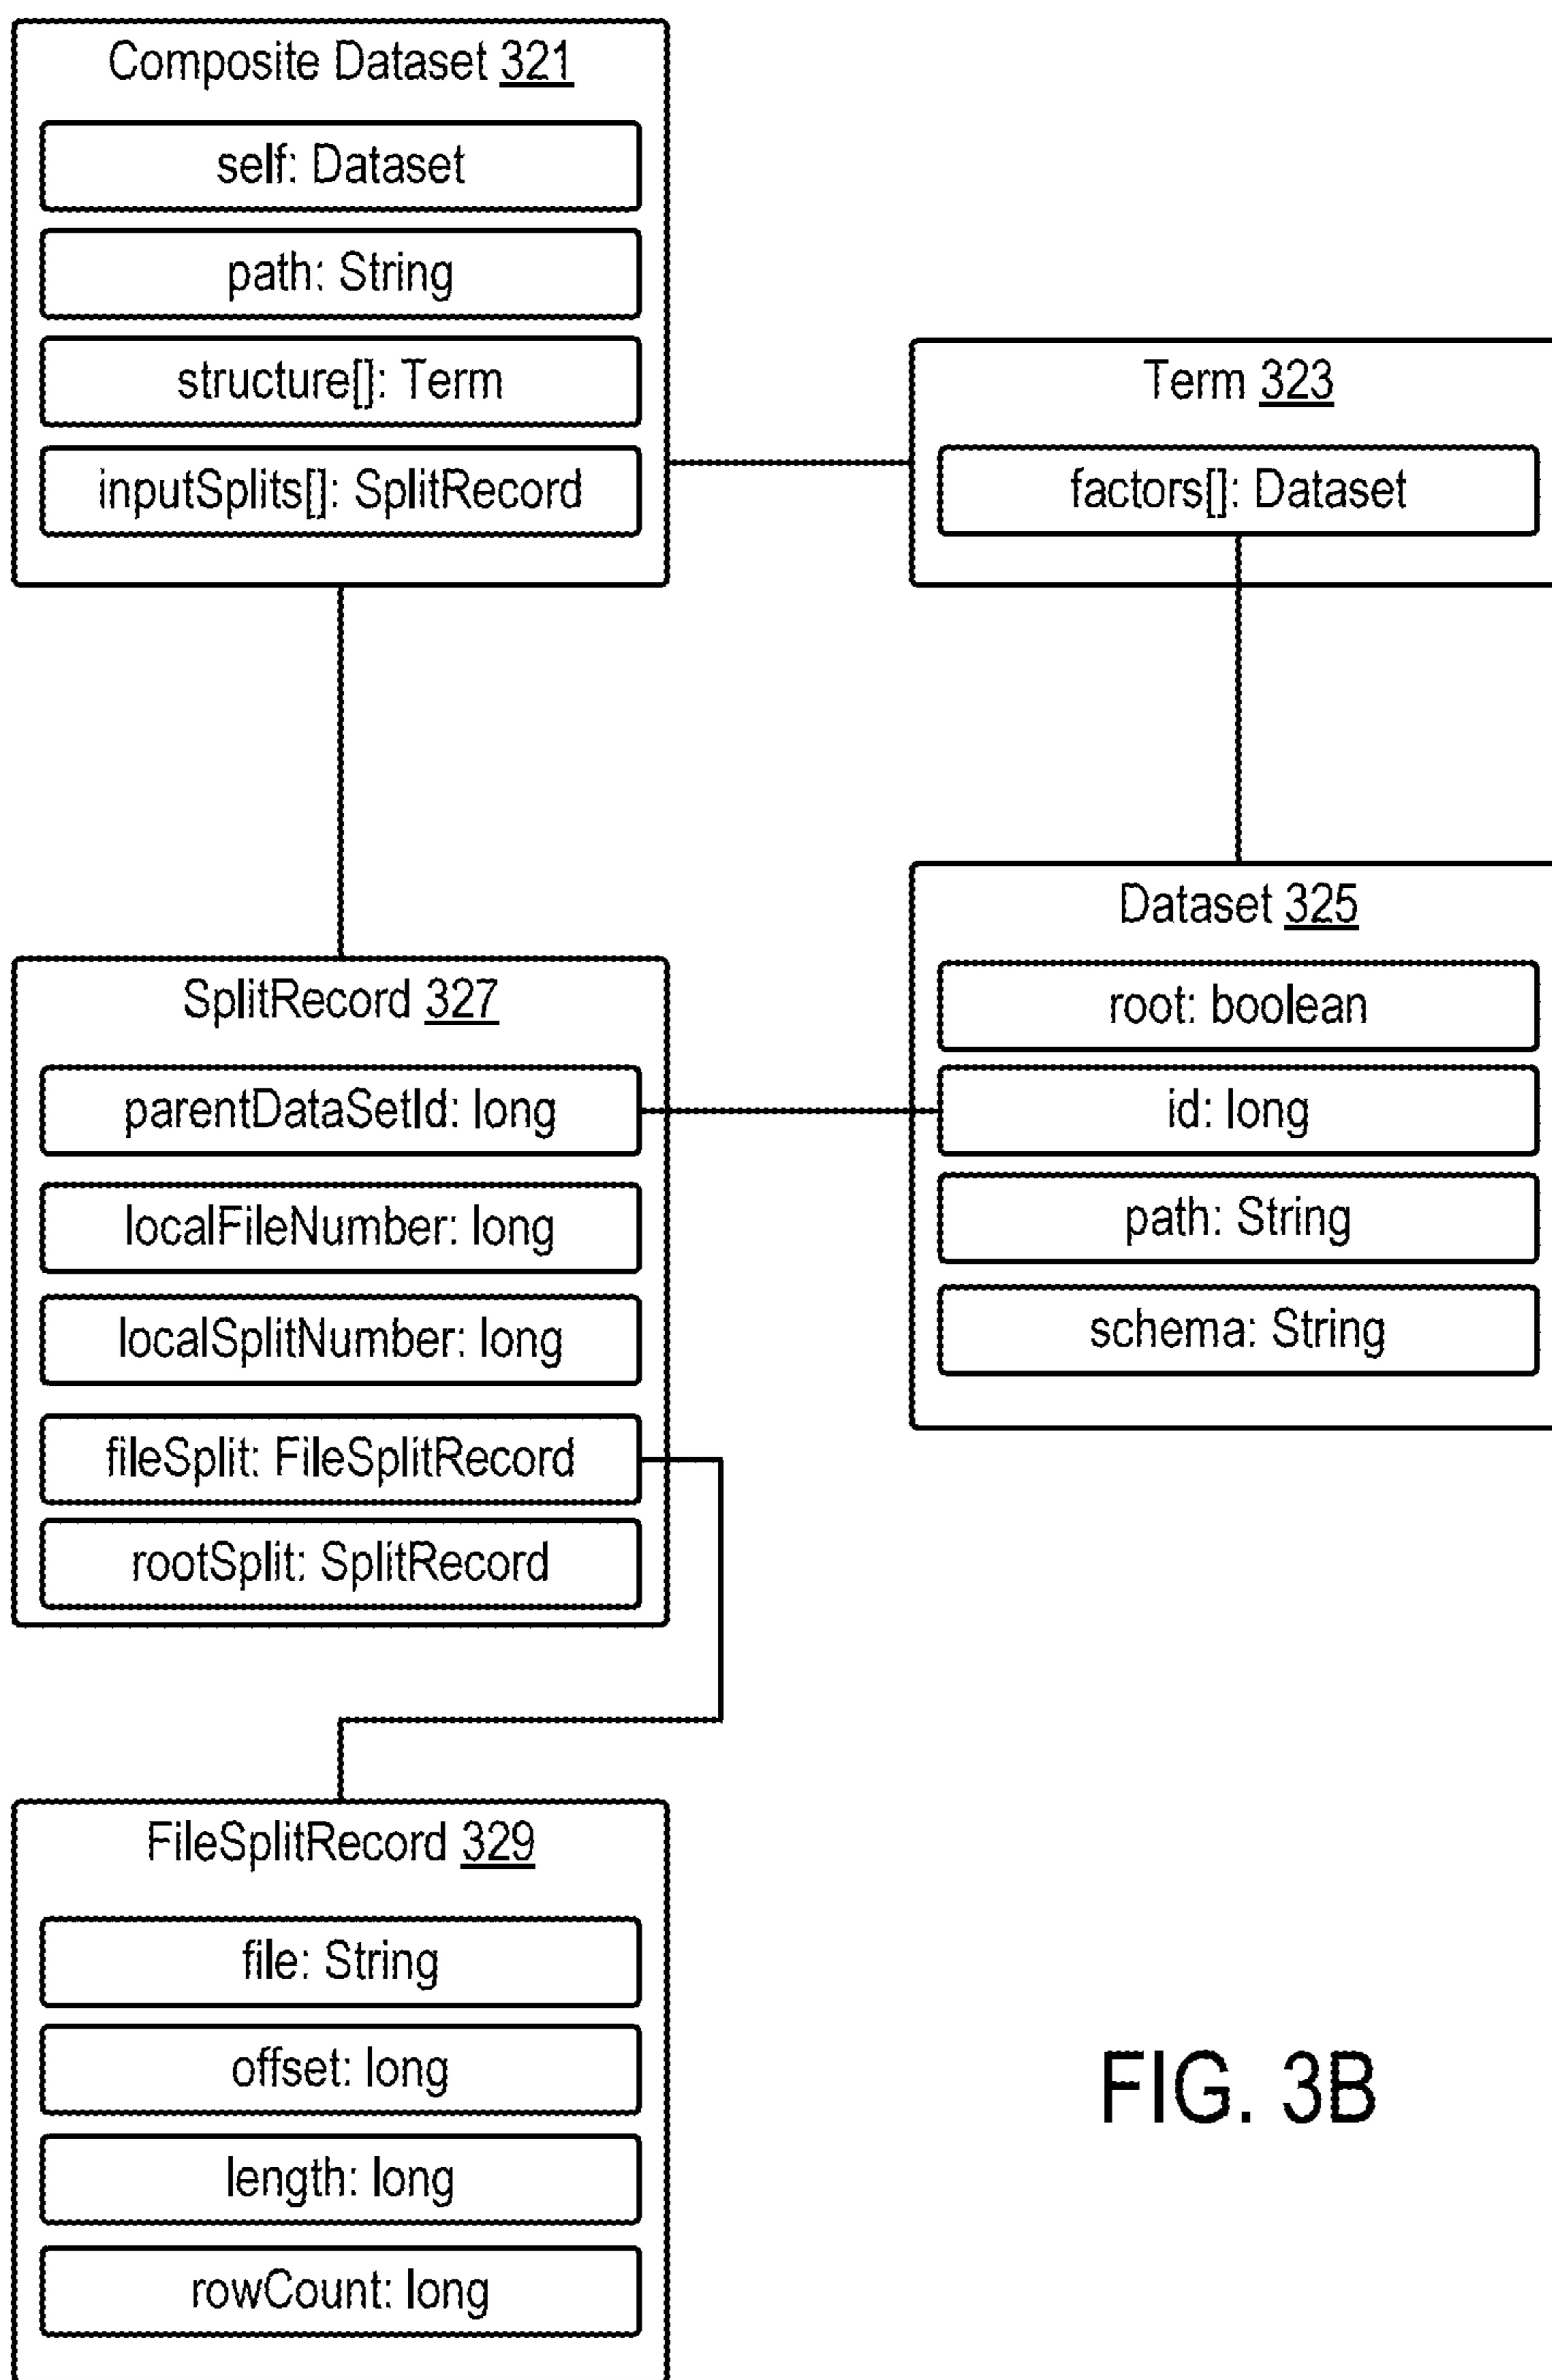 Composite Dataset 321
self: Dataset
path: String
structure[]: Term
inputSplits[]: SplitRecord
Term 323
factors[]: Dataset
Dataset 325
root: boolean
id: long
path: String
schema: String
SplitRecord 327
parentDataSetId: long
localFileNumber: long
localSplitNumber: long
fileSplit: FileSplitRecord
rootSplit: SplitRecord
FileSplitRecord 329
file: String
offset: long
length: long
rowCount: long
FIG. 3B